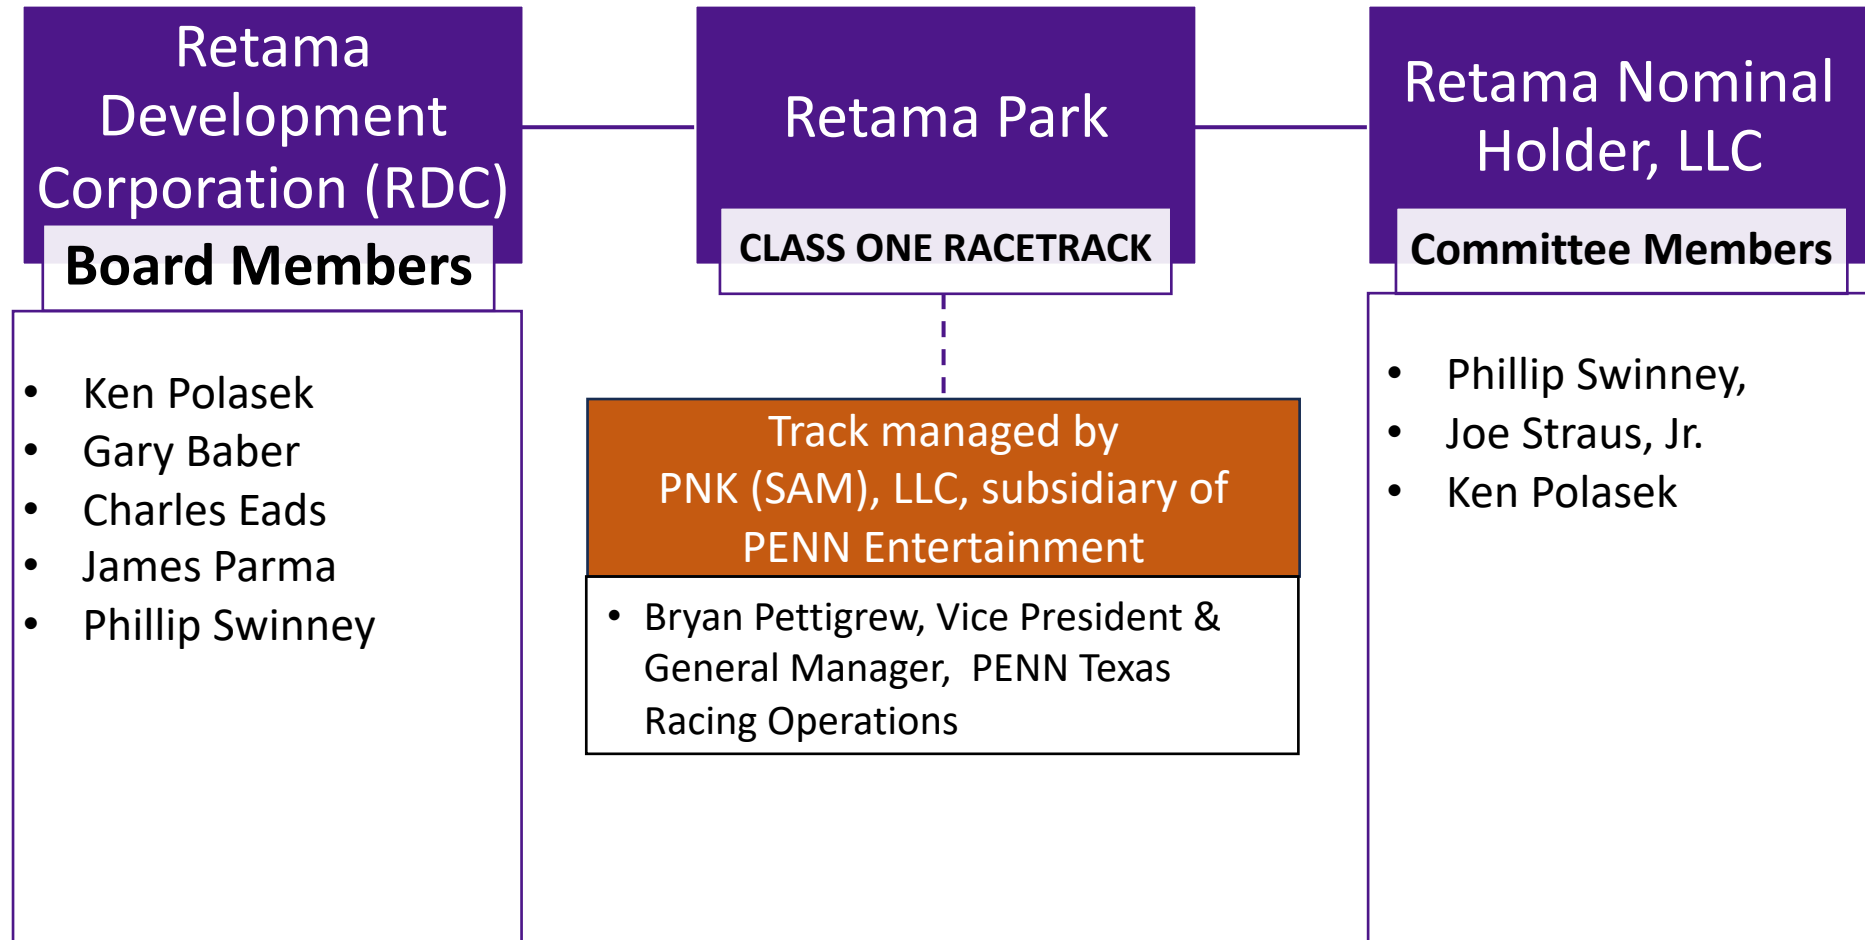 Retama
Development
Corporation (RDC)
Board Members
• Ken Polasek
• Gary Baber
• Charles Eads
• James Parma
• Phillip Swinney
Retama Park
CLASS ONE RACETRACK
Track managed by
PNK (SAM), LLC, subsidiary of
PENN Entertainment
• Bryan Pettigrew, Vice President &
General Manager, PENN Texas
Racing Operations
Retama Nominal
Holder, LLC
Committee Members
• Phillip Swinney,
• Joe Straus, Jr.
• Ken Polasek